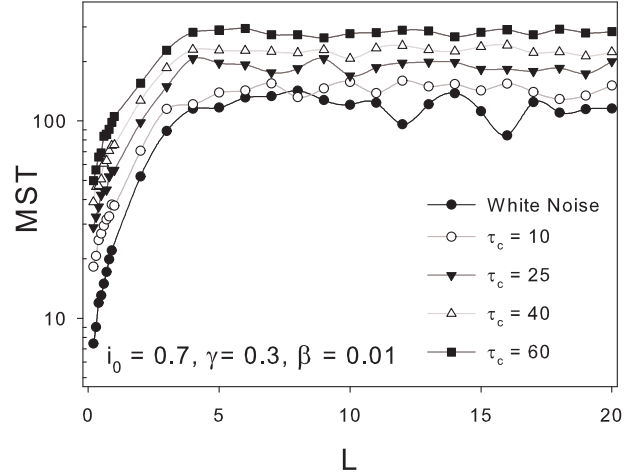 MST
100
10
White Noise
τc = 10
τc = 25
τc = 40
τc = 60
i0 = 0.7, γ= 0.3, β = 0.01
0 5 10 15 20
L